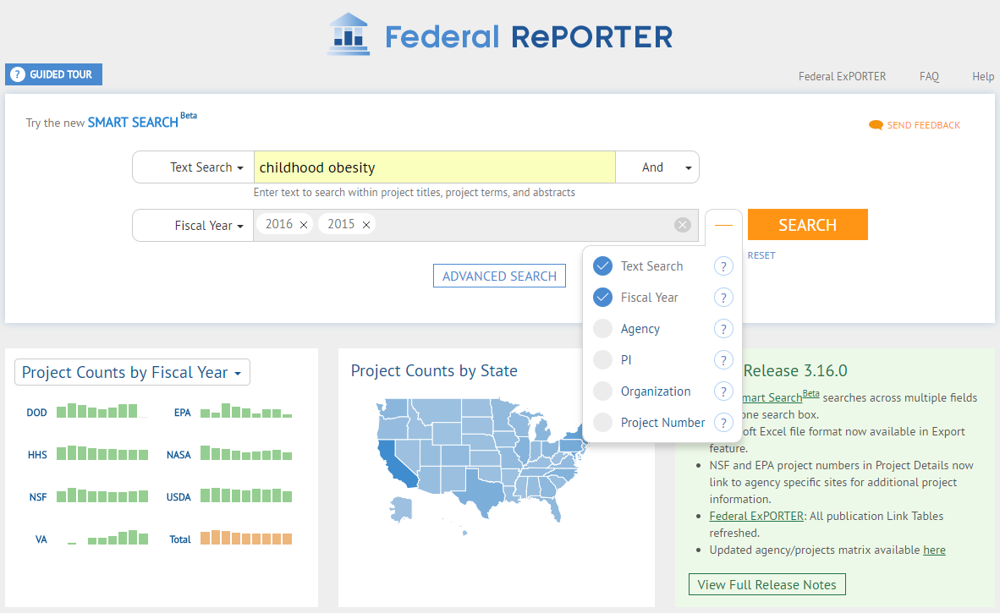 Federal RePORTER
? GUIDED TOUR
Federal ExPORTER FAQ Help
Try the new SMART SEARCH Beta
SEND FEEDBACK
Text Search childhood obesity And
Enter text to search within project titles, project terms, and abstracts
Fiscal Year 2016 × 2015 × SEARCH
RESET
ADVANCED SEARCH
Text Search ?
Fiscal Year ?
Agency ?
PI ?
Organization ?
Project Number ?
Project Counts by Fiscal Year
DOD EPA
HHS NASA
NSF USDA
VA Total
Project Counts by State
Release 3.16.0
mart Search Beta searches across multiple fields
one search box.
oft Excel file format now available in Export
feature.
• NSF and EPA project numbers in Project Details now
link to agency specific sites for additional project
information.
• Federal ExPORTER: All publication Link Tables
refreshed.
• Updated agency/projects matrix available here
View Full Release Notes